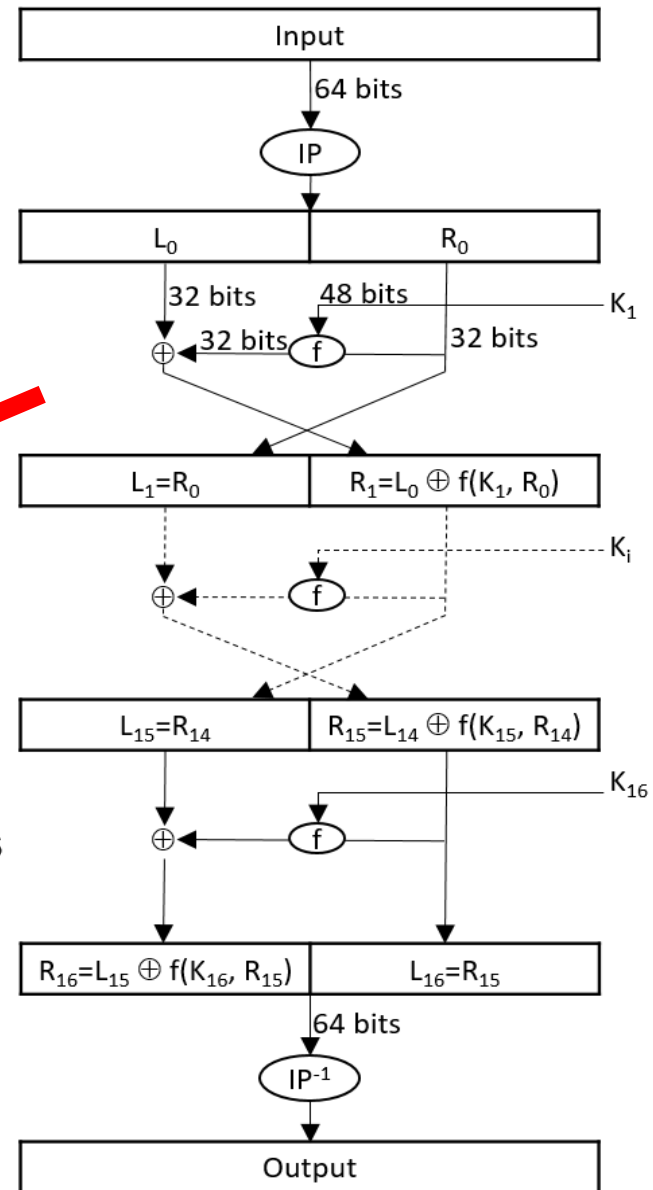 Input
64 bits
IP
L₀ R₀
32 bits 48 bits K₁
⊕ 32 bits f 32 bits
L₁=R₀ R₁=L₀ ⊕ f(K₁, R₀)
Kᵢ
⊕ f
L₁₅=R₁₄ R₁₅=L₁₄ ⊕ f(K₁₅, R₁₄)
K₁₆
⊕ f
R₁₆=L₁₅ ⊕ f(K₁₆, R₁₅) L₁₆=R₁₅
64 bits
IP⁻¹
Output